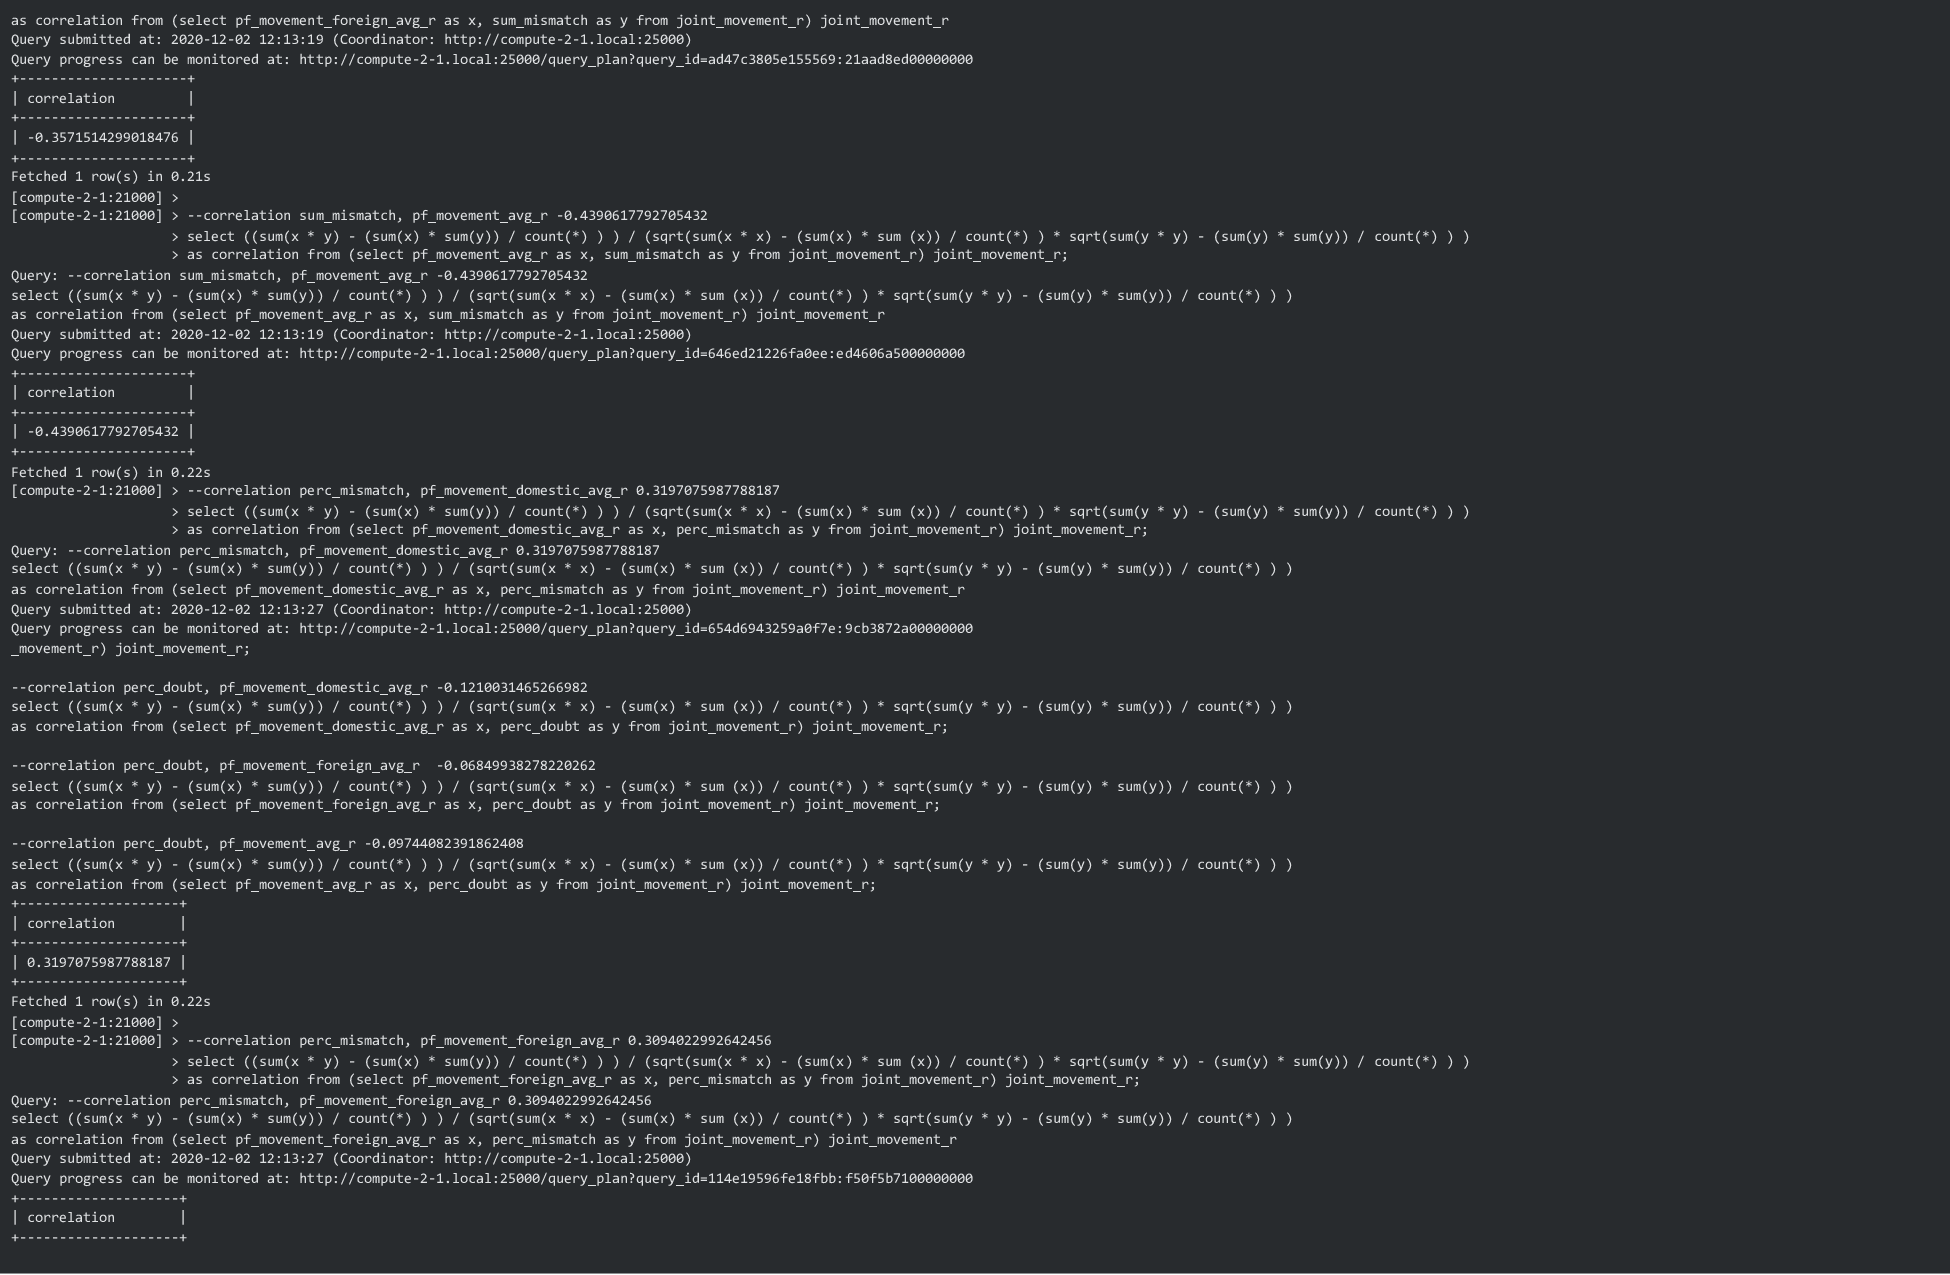 as correlation from (select pf_movement_foreign_avg_r as x, sum_mismatch as y from joint_movement_r) joint_movement_r
Query submitted at: 2020-12-02 12:13:19 (Coordinator: http://compute-2-1.local:25000)
Query progress can be monitored at: http://compute-2-1.local:25000/query_plan?query_id=ad47c3805e155569:21aad8ed00000000
+---------------------+
| correlation         |
+---------------------+
| -0.3571514299018476 |
+---------------------+
Fetched 1 row(s) in 0.21s
[compute-2-1:21000] >
[compute-2-1:21000] > --correlation sum_mismatch, pf_movement_avg_r -0.4390617792705432
                    > select ((sum(x * y) - (sum(x) * sum(y)) / count(*) ) ) / (sqrt(sum(x * x) - (sum(x) * sum (x)) / count(*) ) * sqrt(sum(y * y) - (sum(y) * sum(y)) / count(*) ) )
                    > as correlation from (select pf_movement_avg_r as x, sum_mismatch as y from joint_movement_r) joint_movement_r;
Query: --correlation sum_mismatch, pf_movement_avg_r -0.4390617792705432
select ((sum(x * y) - (sum(x) * sum(y)) / count(*) ) ) / (sqrt(sum(x * x) - (sum(x) * sum (x)) / count(*) ) * sqrt(sum(y * y) - (sum(y) * sum(y)) / count(*) ) )
as correlation from (select pf_movement_avg_r as x, sum_mismatch as y from joint_movement_r) joint_movement_r
Query submitted at: 2020-12-02 12:13:19 (Coordinator: http://compute-2-1.local:25000)
Query progress can be monitored at: http://compute-2-1.local:25000/query_plan?query_id=646ed21226fa0ee:ed4606a500000000
+---------------------+
| correlation         |
+---------------------+
| -0.4390617792705432 |
+---------------------+
Fetched 1 row(s) in 0.22s
[compute-2-1:21000] > --correlation perc_mismatch, pf_movement_domestic_avg_r 0.3197075987788187
                    > select ((sum(x * y) - (sum(x) * sum(y)) / count(*) ) ) / (sqrt(sum(x * x) - (sum(x) * sum (x)) / count(*) ) * sqrt(sum(y * y) - (sum(y) * sum(y)) / count(*) ) )
                    > as correlation from (select pf_movement_domestic_avg_r as x, perc_mismatch as y from joint_movement_r) joint_movement_r;
Query: --correlation perc_mismatch, pf_movement_domestic_avg_r 0.3197075987788187
select ((sum(x * y) - (sum(x) * sum(y)) / count(*) ) ) / (sqrt(sum(x * x) - (sum(x) * sum (x)) / count(*) ) * sqrt(sum(y * y) - (sum(y) * sum(y)) / count(*) ) )
as correlation from (select pf_movement_domestic_avg_r as x, perc_mismatch as y from joint_movement_r) joint_movement_r
Query submitted at: 2020-12-02 12:13:27 (Coordinator: http://compute-2-1.local:25000)
Query progress can be monitored at: http://compute-2-1.local:25000/query_plan?query_id=654d6943259a0f7e:9cb3872a00000000
_movement_r) joint_movement_r;

--correlation perc_doubt, pf_movement_domestic_avg_r -0.1210031465266982
select ((sum(x * y) - (sum(x) * sum(y)) / count(*) ) ) / (sqrt(sum(x * x) - (sum(x) * sum (x)) / count(*) ) * sqrt(sum(y * y) - (sum(y) * sum(y)) / count(*) ) )
as correlation from (select pf_movement_domestic_avg_r as x, perc_doubt as y from joint_movement_r) joint_movement_r;

--correlation perc_doubt, pf_movement_foreign_avg_r  -0.06849938278220262
select ((sum(x * y) - (sum(x) * sum(y)) / count(*) ) ) / (sqrt(sum(x * x) - (sum(x) * sum (x)) / count(*) ) * sqrt(sum(y * y) - (sum(y) * sum(y)) / count(*) ) )
as correlation from (select pf_movement_foreign_avg_r as x, perc_doubt as y from joint_movement_r) joint_movement_r;

--correlation perc_doubt, pf_movement_avg_r -0.09744082391862408
select ((sum(x * y) - (sum(x) * sum(y)) / count(*) ) ) / (sqrt(sum(x * x) - (sum(x) * sum (x)) / count(*) ) * sqrt(sum(y * y) - (sum(y) * sum(y)) / count(*) ) )
as correlation from (select pf_movement_avg_r as x, perc_doubt as y from joint_movement_r) joint_movement_r;
+--------------------+
| correlation        |
+--------------------+
| 0.3197075987788187 |
+--------------------+
Fetched 1 row(s) in 0.22s
[compute-2-1:21000] >
[compute-2-1:21000] > --correlation perc_mismatch, pf_movement_foreign_avg_r 0.3094022992642456
                    > select ((sum(x * y) - (sum(x) * sum(y)) / count(*) ) ) / (sqrt(sum(x * x) - (sum(x) * sum (x)) / count(*) ) * sqrt(sum(y * y) - (sum(y) * sum(y)) / count(*) ) )
                    > as correlation from (select pf_movement_foreign_avg_r as x, perc_mismatch as y from joint_movement_r) joint_movement_r;
Query: --correlation perc_mismatch, pf_movement_foreign_avg_r 0.3094022992642456
select ((sum(x * y) - (sum(x) * sum(y)) / count(*) ) ) / (sqrt(sum(x * x) - (sum(x) * sum (x)) / count(*) ) * sqrt(sum(y * y) - (sum(y) * sum(y)) / count(*) ) )
as correlation from (select pf_movement_foreign_avg_r as x, perc_mismatch as y from joint_movement_r) joint_movement_r
Query submitted at: 2020-12-02 12:13:27 (Coordinator: http://compute-2-1.local:25000)
Query progress can be monitored at: http://compute-2-1.local:25000/query_plan?query_id=114e19596fe18fbb:f50f5b7100000000
+--------------------+
| correlation        |
+--------------------+